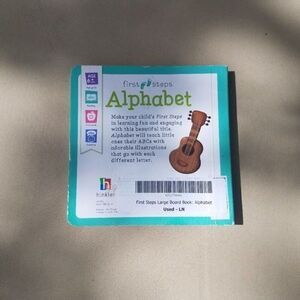 first steps
Alphabet
AGE
Make your child's First Steps
in learning fun and engaging
with this beautiful title.
Alphabet will teach little
ones their ABCs with
adorable illustrations
that go with each
different letter.
hinkler
First Steps Large Board Book: Alphabet
Used - LN